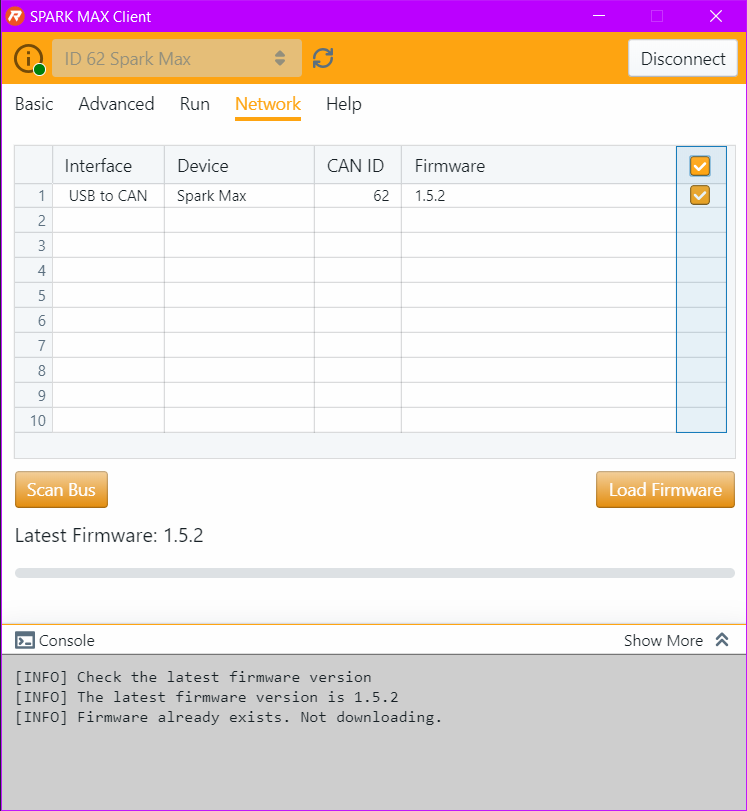 SPARK MAX Client
ID 62 Spark Max
Disconnect
Basic Advanced Run Network Help
Interface Device CAN ID Firmware
1 USB to CAN Spark Max 62 1.5.2
2
3
4
5
6
7
8
9
10
Scan Bus Load Firmware
Latest Firmware: 1.5.2
Console Show More
[INFO] Check the latest firmware version
[INFO] The latest firmware version is 1.5.2
[INFO] Firmware already exists. Not downloading.